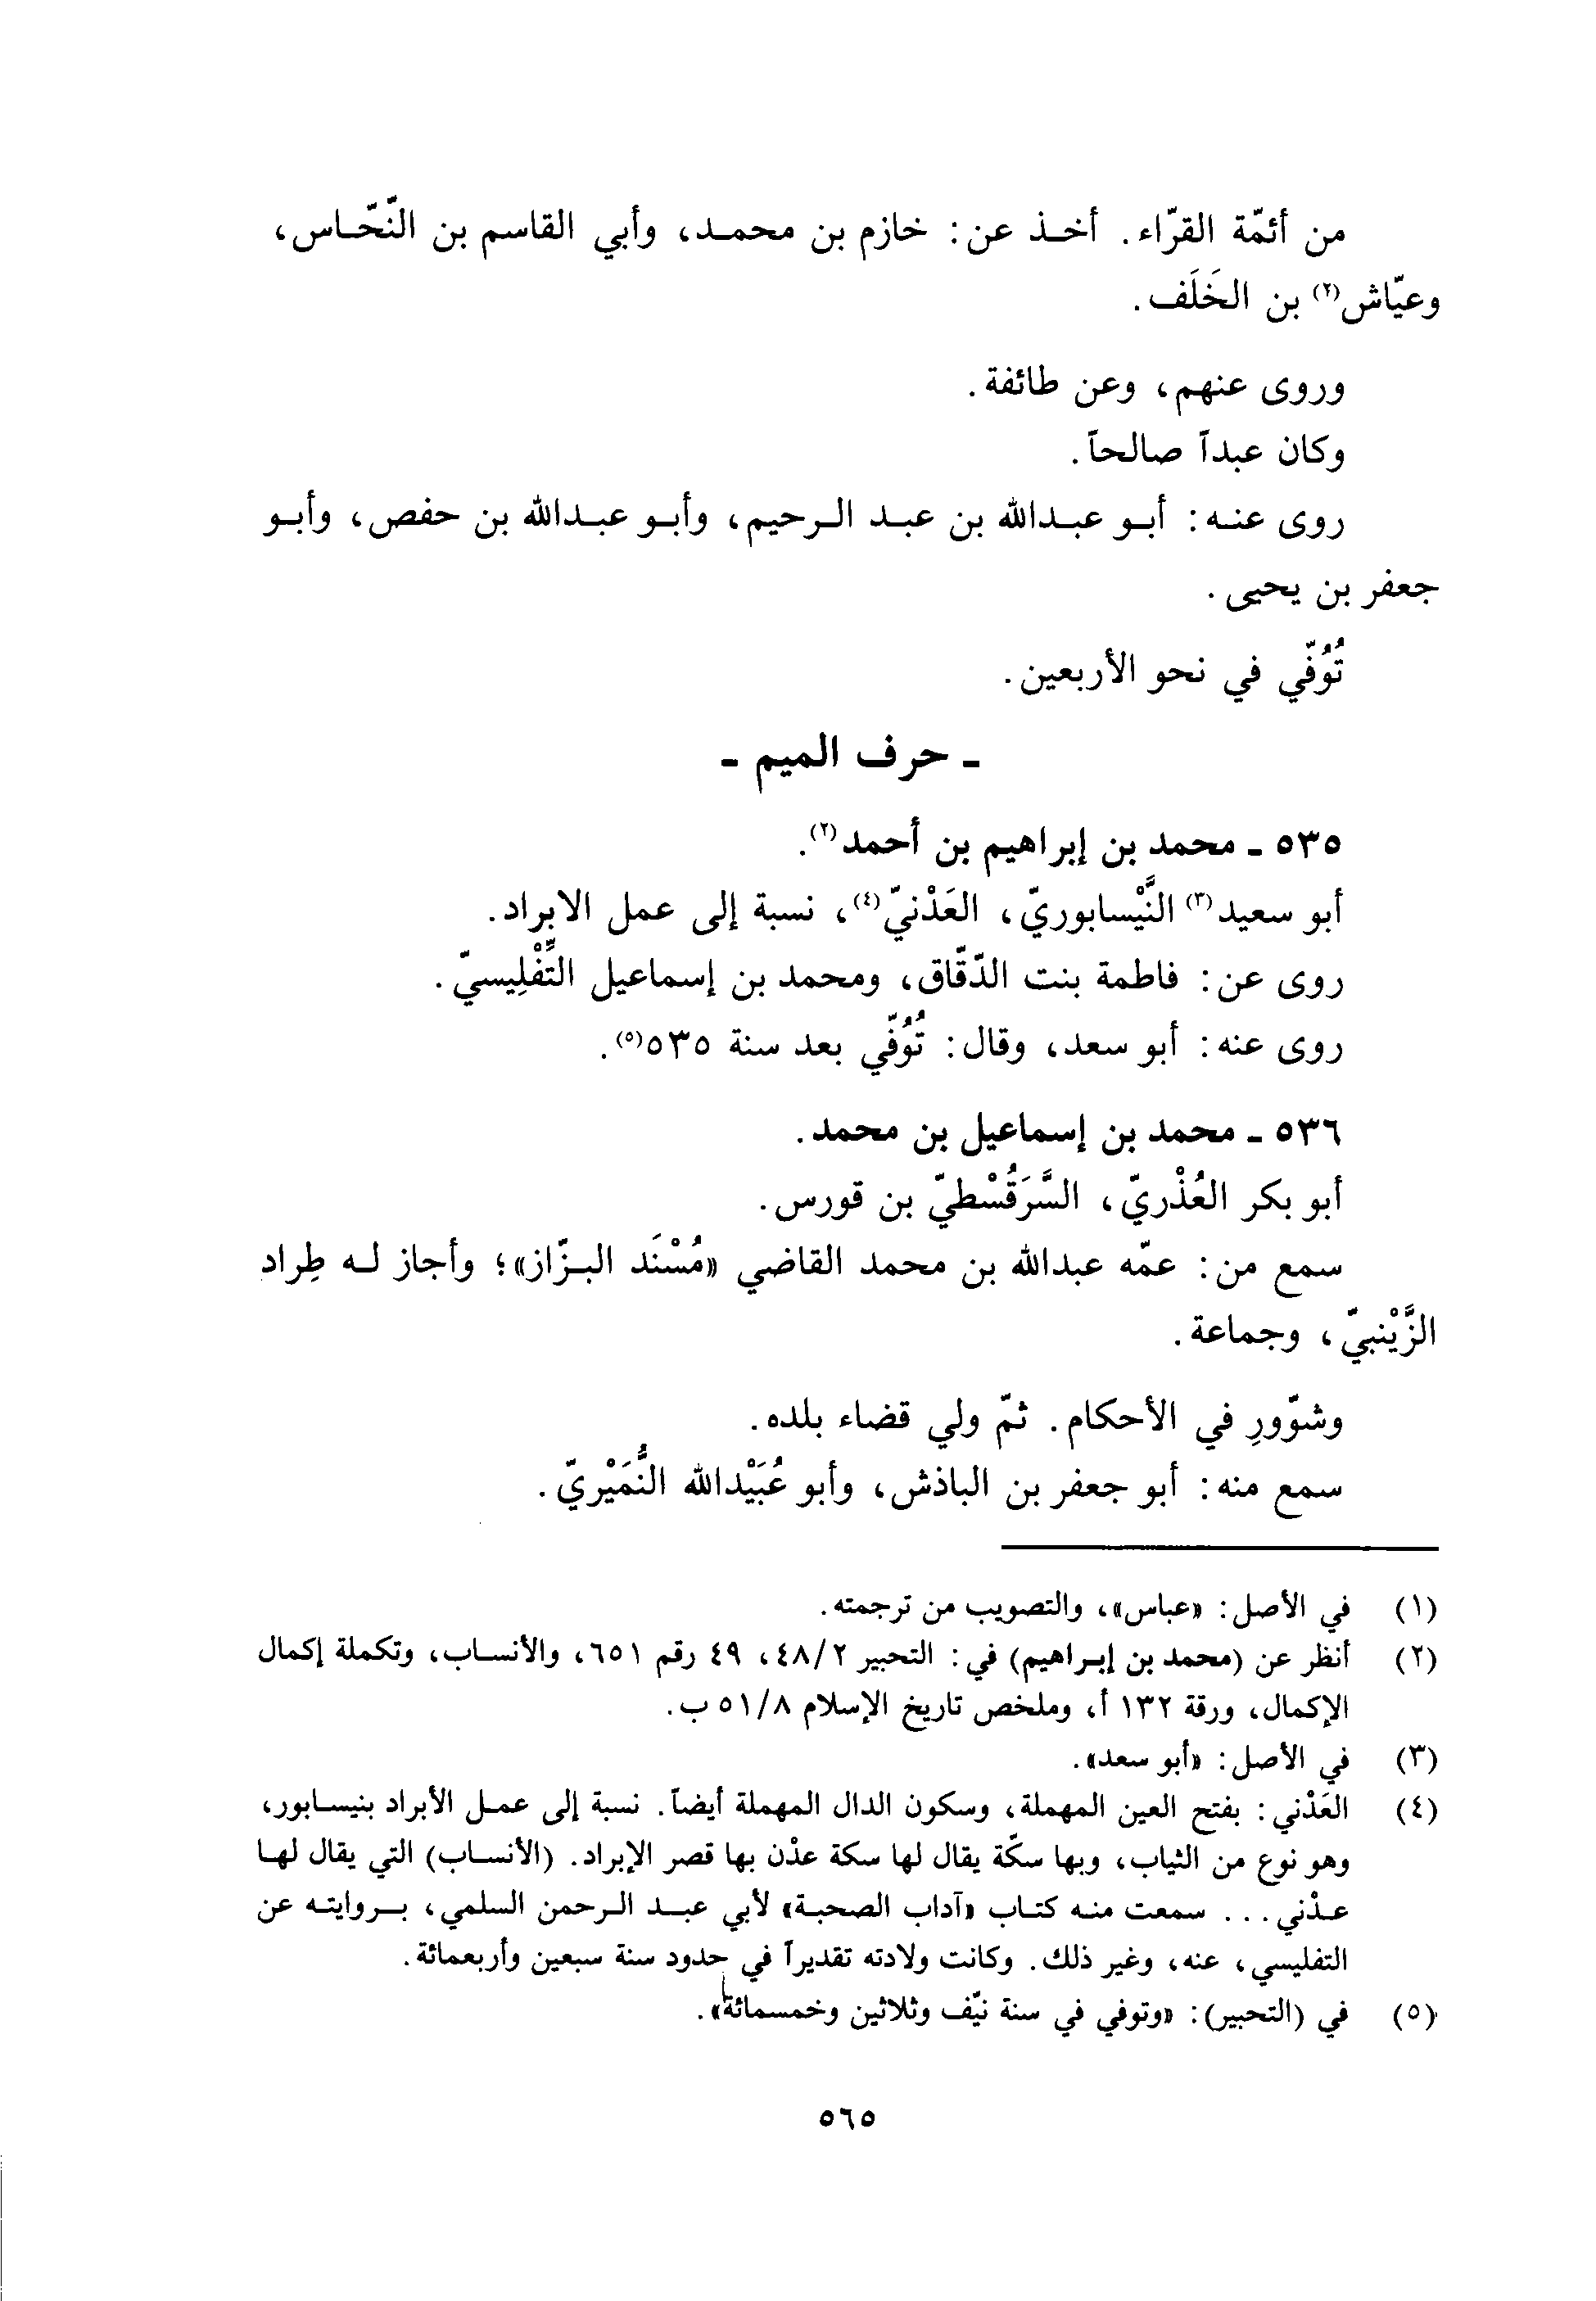 من أئمّة القرّاء. أخذ عن: خازم بن محمد، وأبي القاسم بن النّحّاس،
وعيّاش(٢) بن الخَلَف.
وروى عنهم، وعن طائفة.
وكان عبداً صالحاً.
روى عنه: أبو عبدالله بن عبد الرحيم، وأبو عبدالله بن حفص، وأبو
جعفر بن يحيى.
تُوُفّي في نحو الأربعين.
ـ حرف الميم ـ
٥٣٥ ـ محمد بن إبراهيم بن أحمد(٢).
أبو سعيد(٣) النَّيْسابوريّ، العَدْنيّ(٤)، نسبة إلى عمل الابراد.
روى عن: فاطمة بنت الدّقّاق، ومحمد بن إسماعيل التَّفْلِيسيّ.
روى عنه: أبو سعد، وقال: تُوُفّي بعد سنة ٥٣٥(٥).
٥٣٦ ـ محمد بن إسماعيل بن محمد.
أبو بكر العُذْريّ، السَّرَقُسْطيّ بن قورس.
سمع من: عمّه عبدالله بن محمد القاضي «مُسْنَد البزّاز»؛ وأجاز له طِراد
الزَّيْنبيّ، وجماعة.
وشوّورِ في الأحكام. ثمّ ولي قضاء بلده.
سمع منه: أبو جعفر بن الباذش، وأبو عُبَيْدالله النُّمَيْريّ.
(١) في الأصل: «عباس»، والتصويب من ترجمته.
(٢) أنظر عن (محمد بن إبراهيم) في: التحبير ٤٨/٢، ٤٩ رقم ٦٥١، والأنساب، وتكملة إكمال
الإكمال، ورقة ١٣٢ أ، وملخص تاريخ الإسلام ٥١/٨ ب.
(٣) في الأصل: «أبو سعد».
(٤) العَدْني: بفتح العين المهملة، وسكون الدال المهملة أيضاً. نسبة إلى عمل الأبراد بنيسابور،
وهو نوع من الثياب، وبها سكّة يقال لها سكة عدْن بها قصر الإبراد. (الأنساب) التي يقال لها
عدْني... سمعت منه كتاب «آداب الصحبة» لأبي عبد الرحمن السلمي، بروايته عن
التفليسي، عنه، وغير ذلك. وكانت ولادته تقديراً في حدود سنة سبعين وأربعمائة.
(٥) في (التحبير): «وتوفي في سنة نيّف وثلاثين وخمسمائة».
٥٦٥